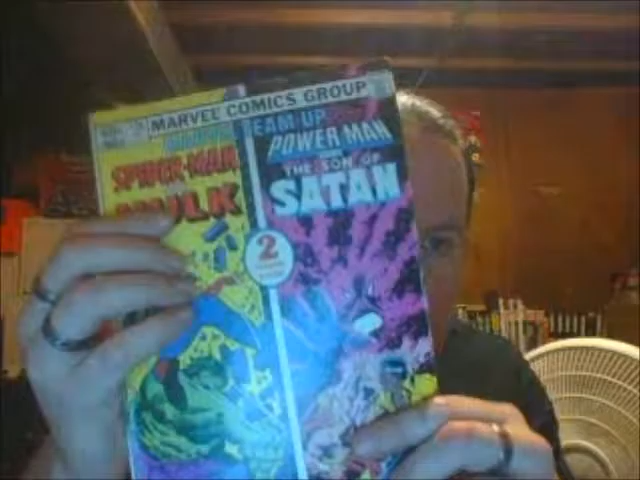 MARVEL COMICS GROUP
SPIDER-MAN
HULK
2
TEAM UP
POWER MAN
THE SON OF
SATAN